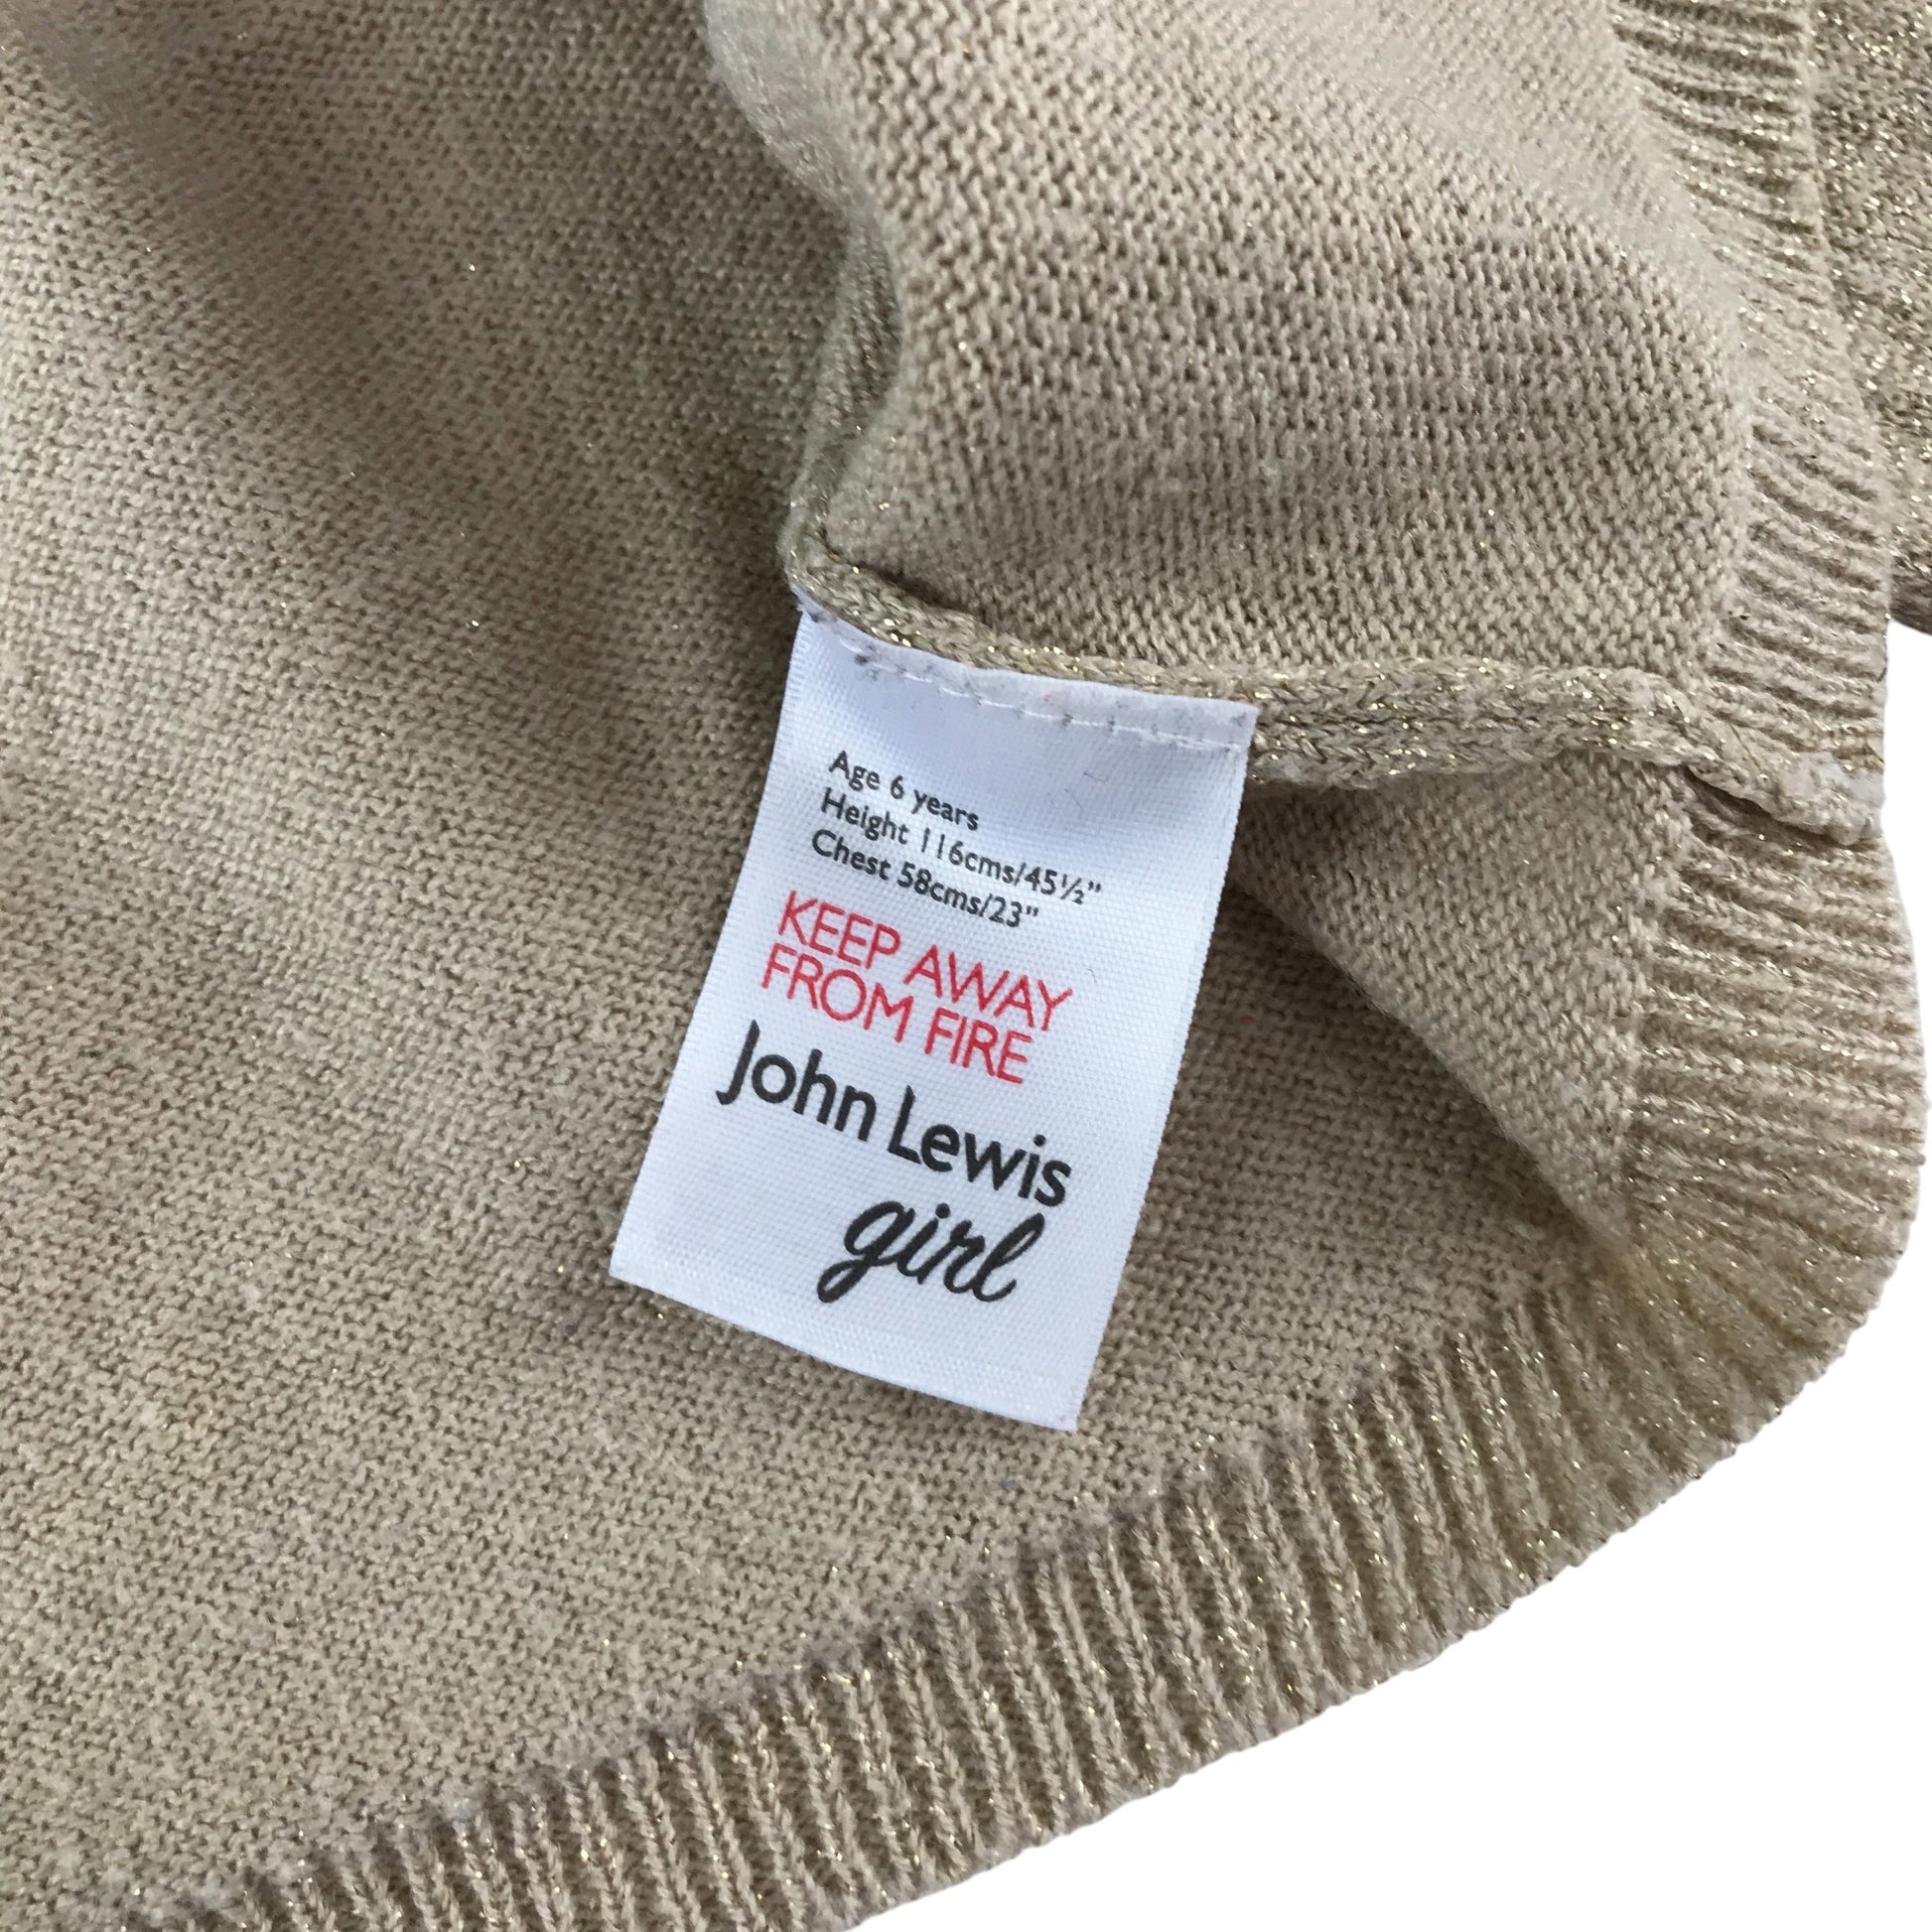 Age 6 years
Height 116cms/45½"
Chest 58cms/23"
KEEP AWAY
FROM FIRE
John Lewis
girl